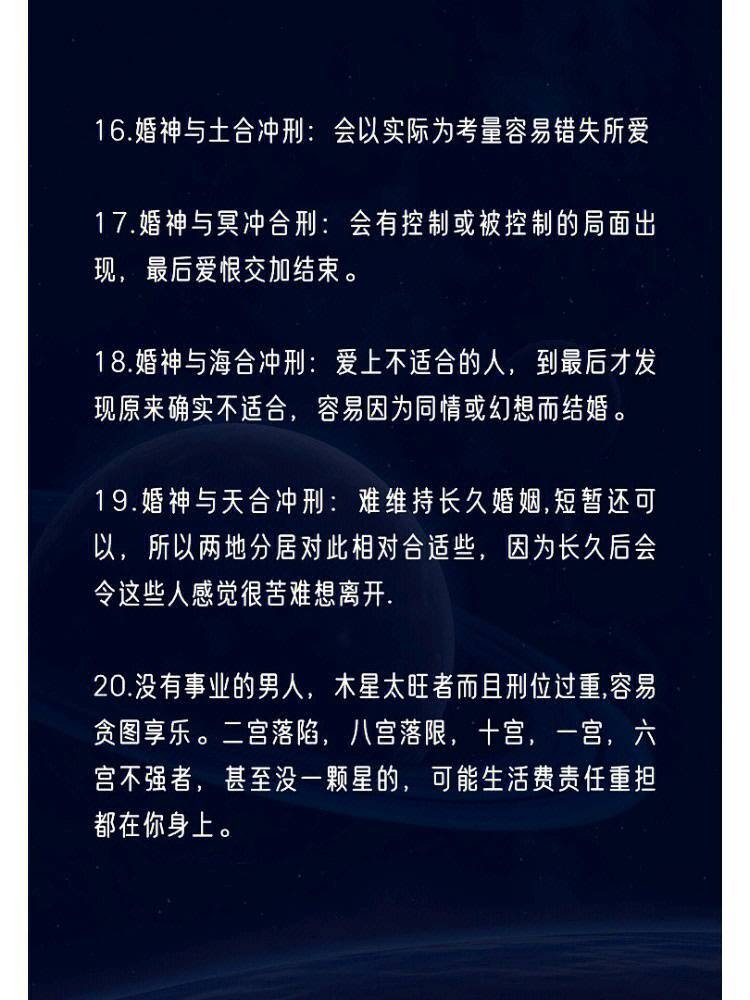 16.婚神与土合冲刑：会以实际为考量容易错失所爱
17.婚神与冥冲合刑：会有控制或被控制的局面出
现，最后爱恨交加结束。
18.婚神与海合冲刑：爱上不适合的人，到最后才发
现原来确实不适合，容易因为同情或幻想而结婚。
19.婚神与天合冲刑：难维持长久婚姻,短暂还可
以，所以两地分居对此相对合适些，因为长久后会
令这些人感觉很苦难想离开.
20.没有事业的男人，木星太旺者而且刑位过重,容易
贪图享乐。二宫落陷，八宫落限，十宫，一宫，六
宫不强者，甚至没一颗星的，可能生活费责任重担
都在你身上。